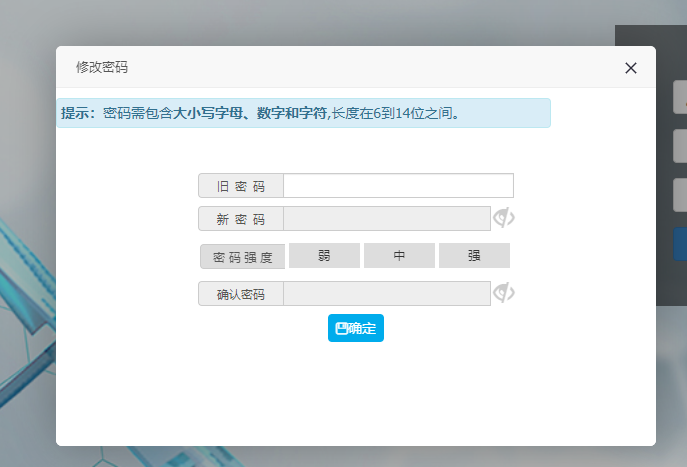 修改密码
提示：密码需包含大小写字母、数字和字符,长度在6到14位之间。
旧 密 码
新 密 码
密 码 强 度 弱 中 强
确认密码
确定